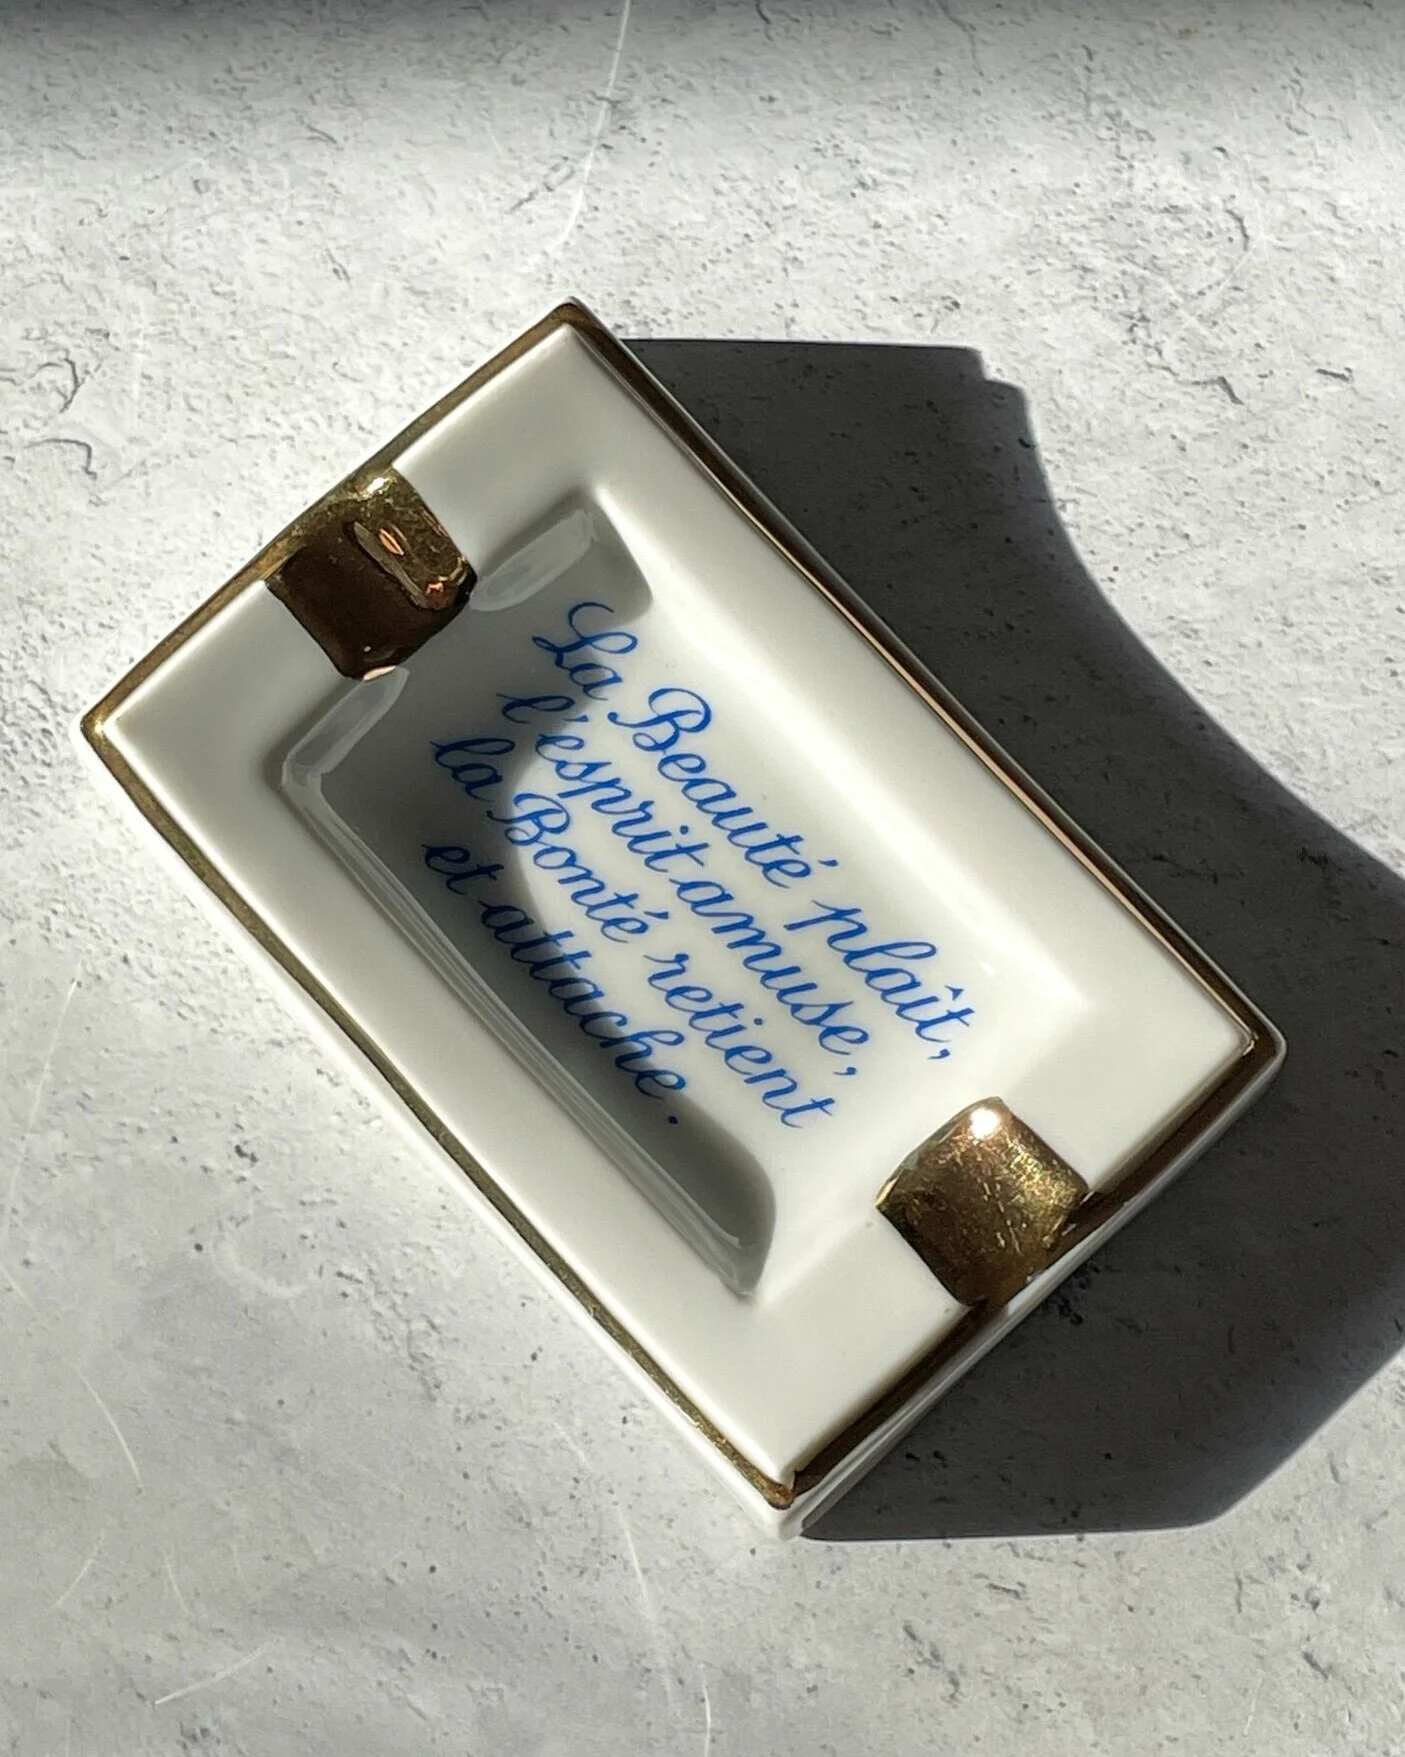 La Beauté plaît,
l'esprit amuse,
la Bonté retient
et attache.